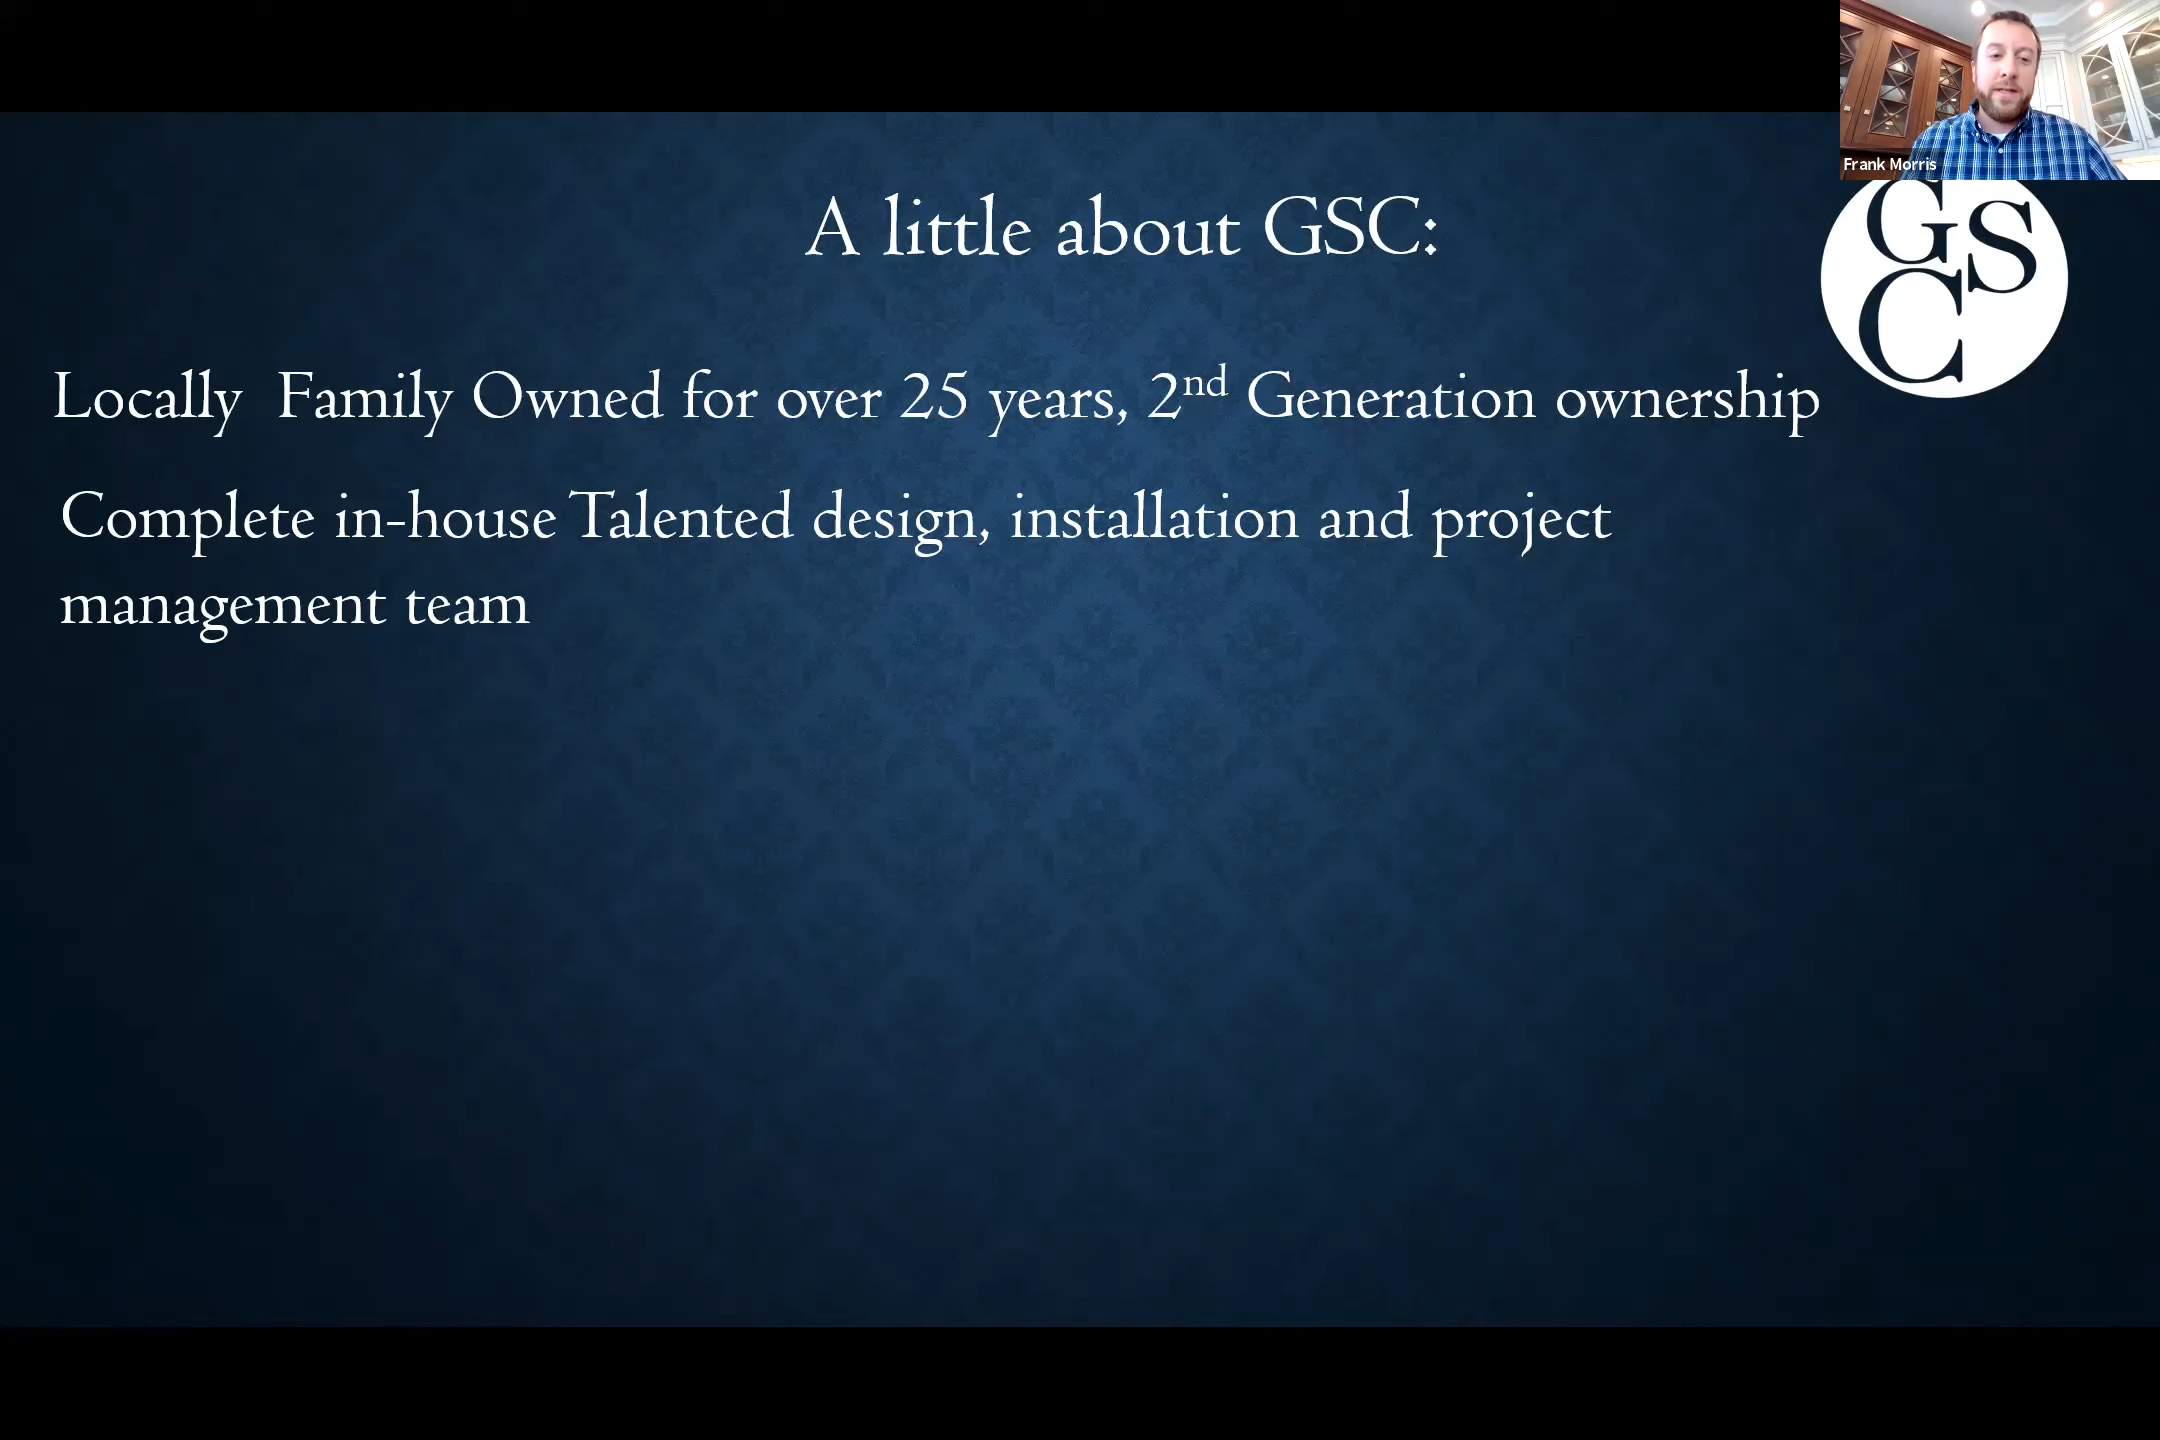 Frank Morris
A little about GSC:
G
S
C
Locally  Family Owned for over 25 years, 2nd Generation ownership
Complete in-house Talented design, installation and project
management team